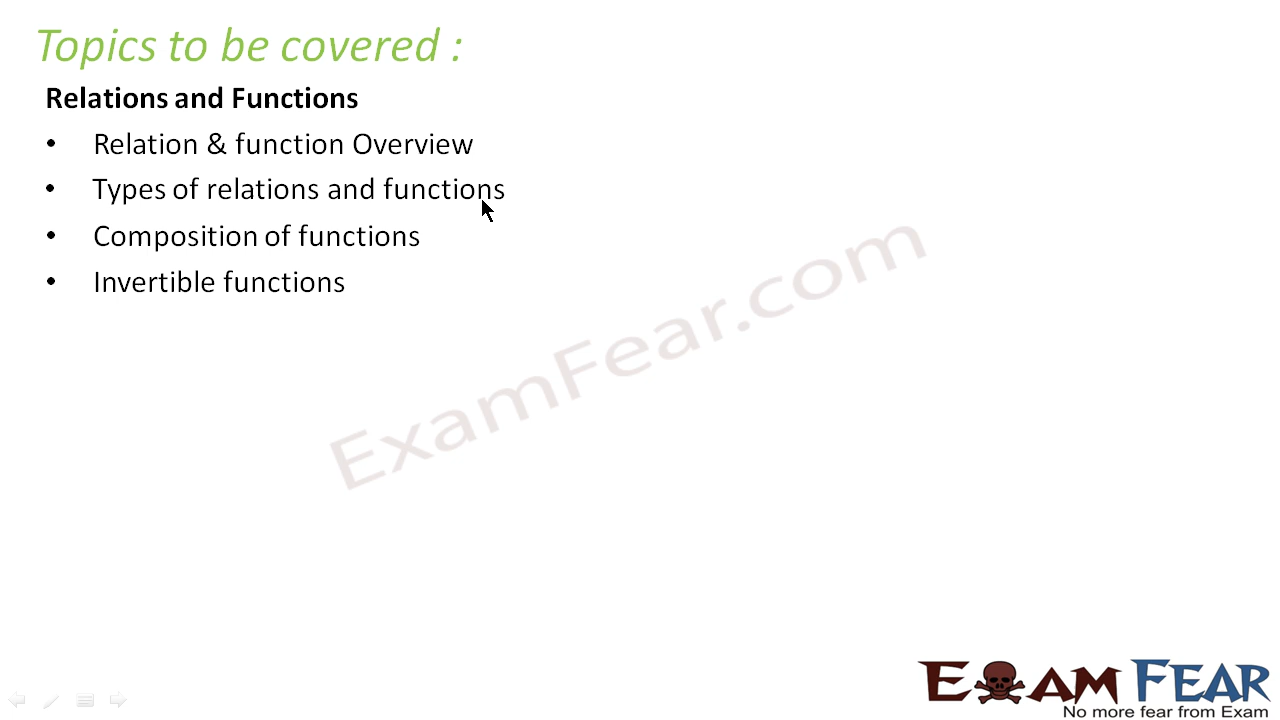 Topics to be covered :
Relations and Functions
• Relation & function Overview
• Types of relations and functions
• Composition of functions
• Invertible functions
ExamFear.com
EXAM FEAR
No more fear from Exam